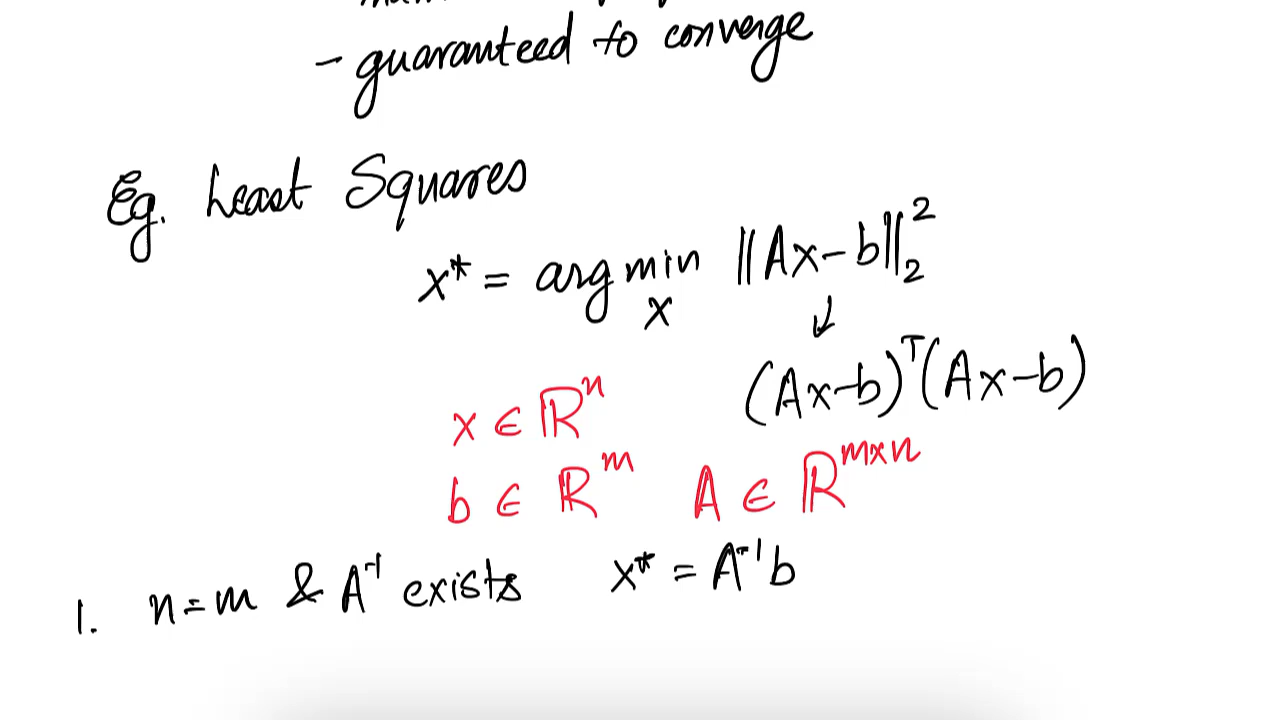 - guaranteed to converge
Eg. Least Squares
x* = arg min ||Ax-b||₂²
x
↓
(Ax-b)ᵀ(Ax-b)
x ∈ ℝⁿ
b ∈ ℝᵐ A ∈ ℝᵐˣⁿ
1. n=m & A⁻¹ exists x* = A⁻¹b